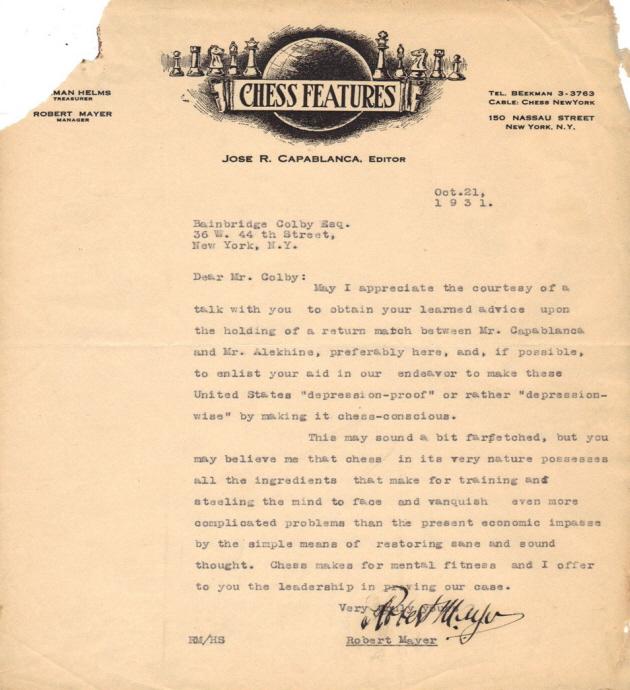 MAN HELMS
TREASURER
ROBERT MAYER
MANAGER
CHESS FEATURES
JOSE R. CAPABLANCA, EDITOR
TEL. BEEKMAN 3-3763
CABLE: CHESS NEWYORK
150 NASSAU STREET
NEW YORK, N.Y.
Oct.21,
1 9 3 1.
Bainbridge Colby Esq.
36 W. 44 th Street,
New York, N.Y.
Dear Mr. Colby:
May I appreciate the courtesy of a
talk with you to obtain your learned advice upon
the holding of a return match between Mr. Capablanca
and Mr. Alekhine, preferably here, and, if possible,
to enlist your aid in our endeavor to make these
United States "depression-proof" or rather "depression-
wise" by making it chess-conscious.
This may sound a bit farfetched, but you
may believe me that chess in its very nature possesses
all the ingredients that make for training and
steeling the mind to face and vanquish even more
complicated problems than the present economic impasse
by the simple means of restoring sane and sound
thought. Chess makes for mental fitness and I offer
to you the leadership in proving our case.
Very truly yours
Robert Mayer
RM/HS
Robert Mayer